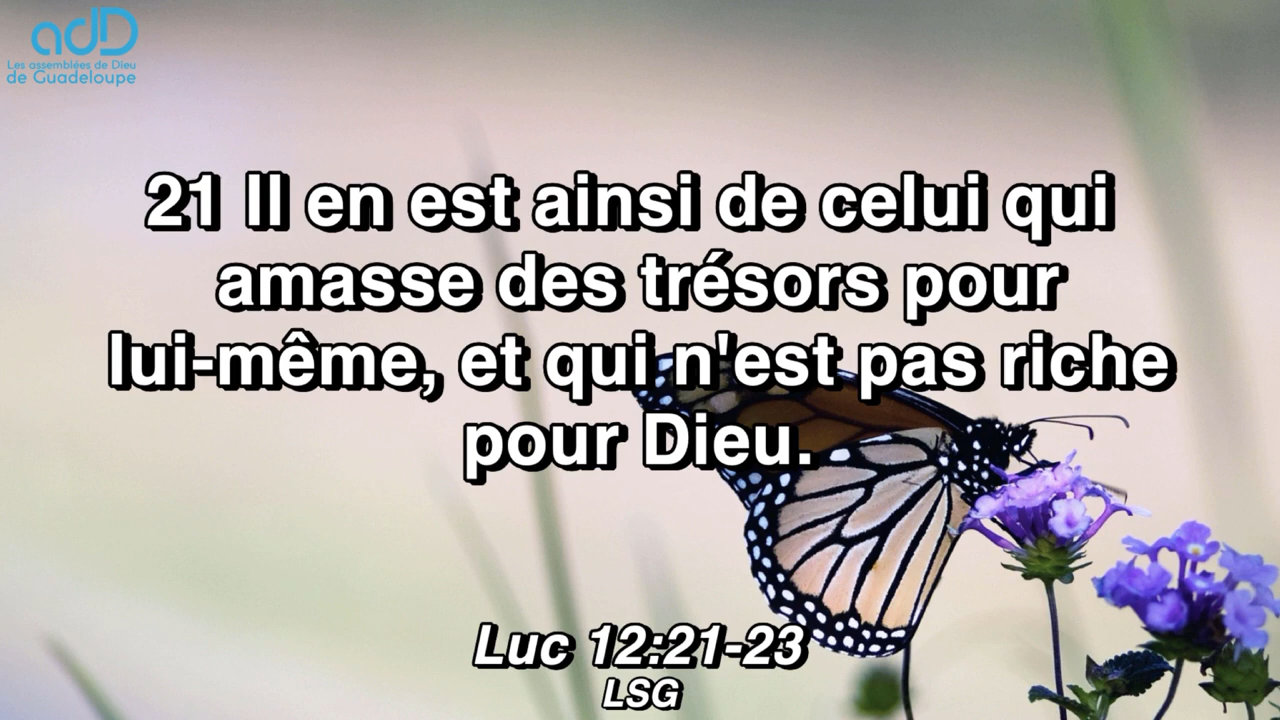 adD
Les assemblées de Dieu
de Guadeloupe
21 Il en est ainsi de celui qui
amasse des trésors pour
lui-même, et qui n'est pas riche
pour Dieu.
Luc 12:21-23
LSG